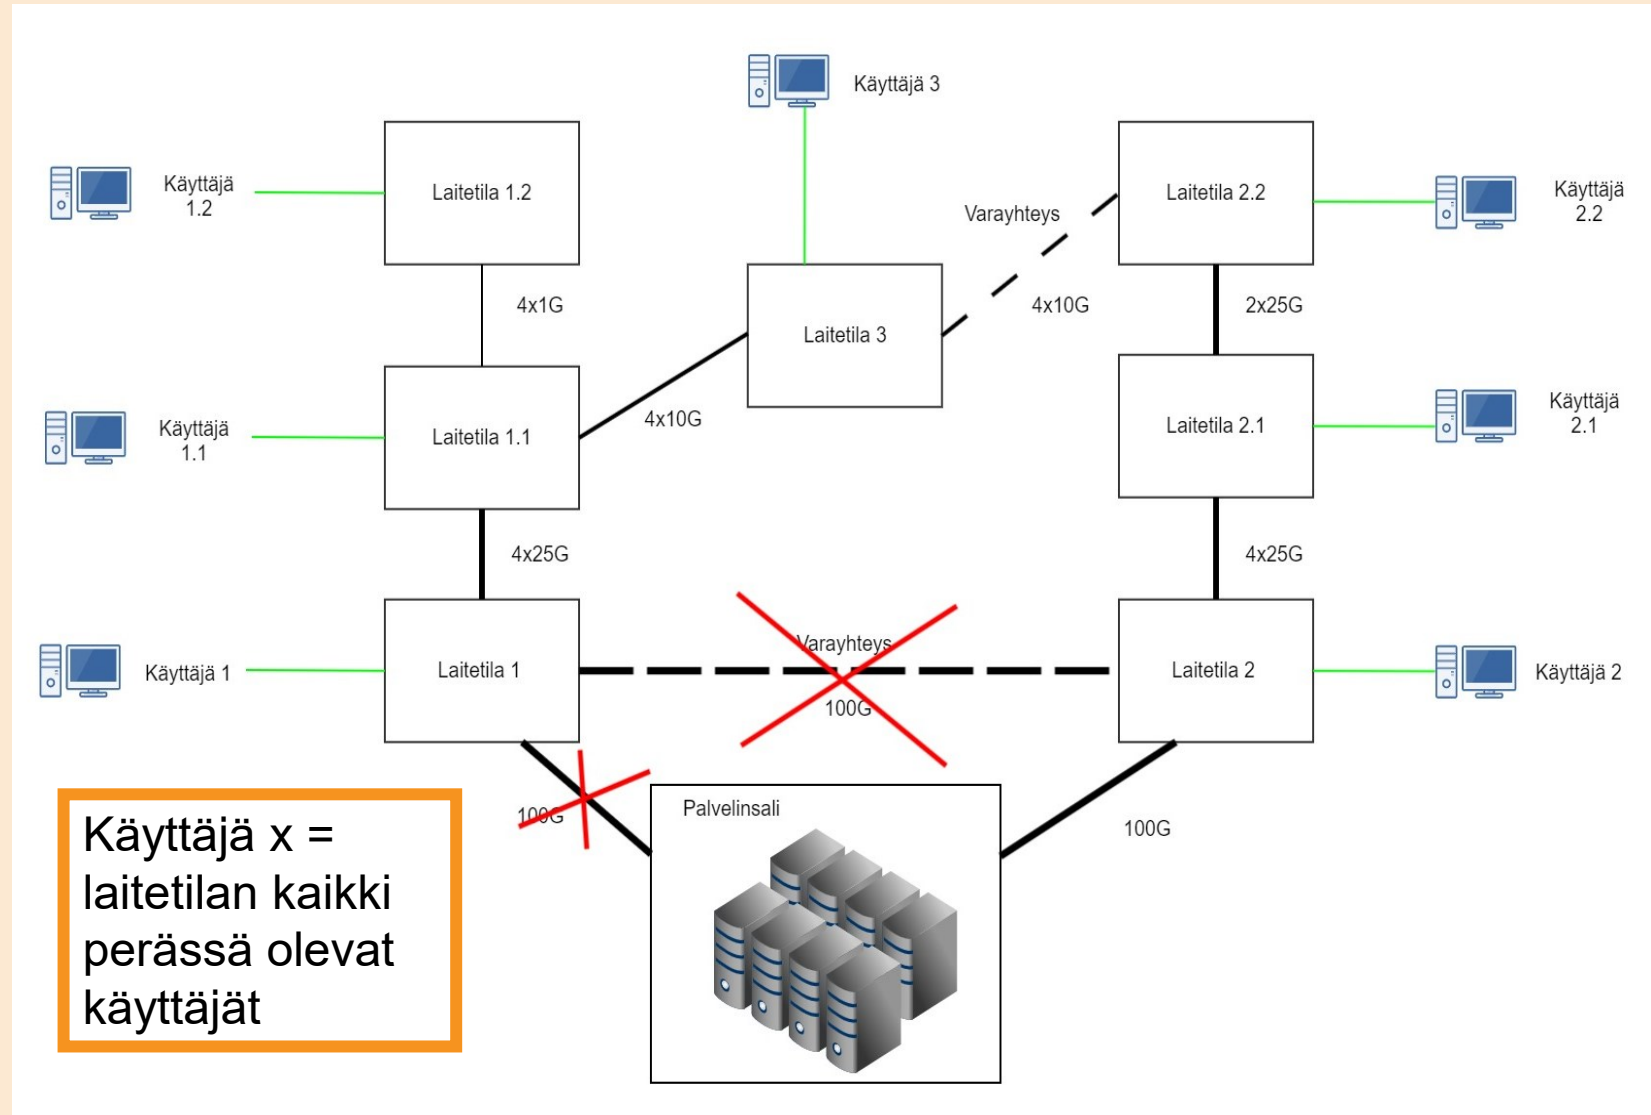 Käyttäjä 3
Käyttäjä
1.2
Laitetila 1.2
Laitetila 2.2
Käyttäjä
2.2
Varayhteys
4x1G
4x10G
2x25G
Laitetila 3
Käyttäjä
1.1
Laitetila 1.1
4x10G
Laitetila 2.1
Käyttäjä
2.1
4x25G
4x25G
Käyttäjä 1
Laitetila 1
Varayhteys
100G
Laitetila 2
Käyttäjä 2
100G
Palvelinsali
100G
Käyttäjä x =
laitetilan kaikki
perässä olevat
käyttäjät